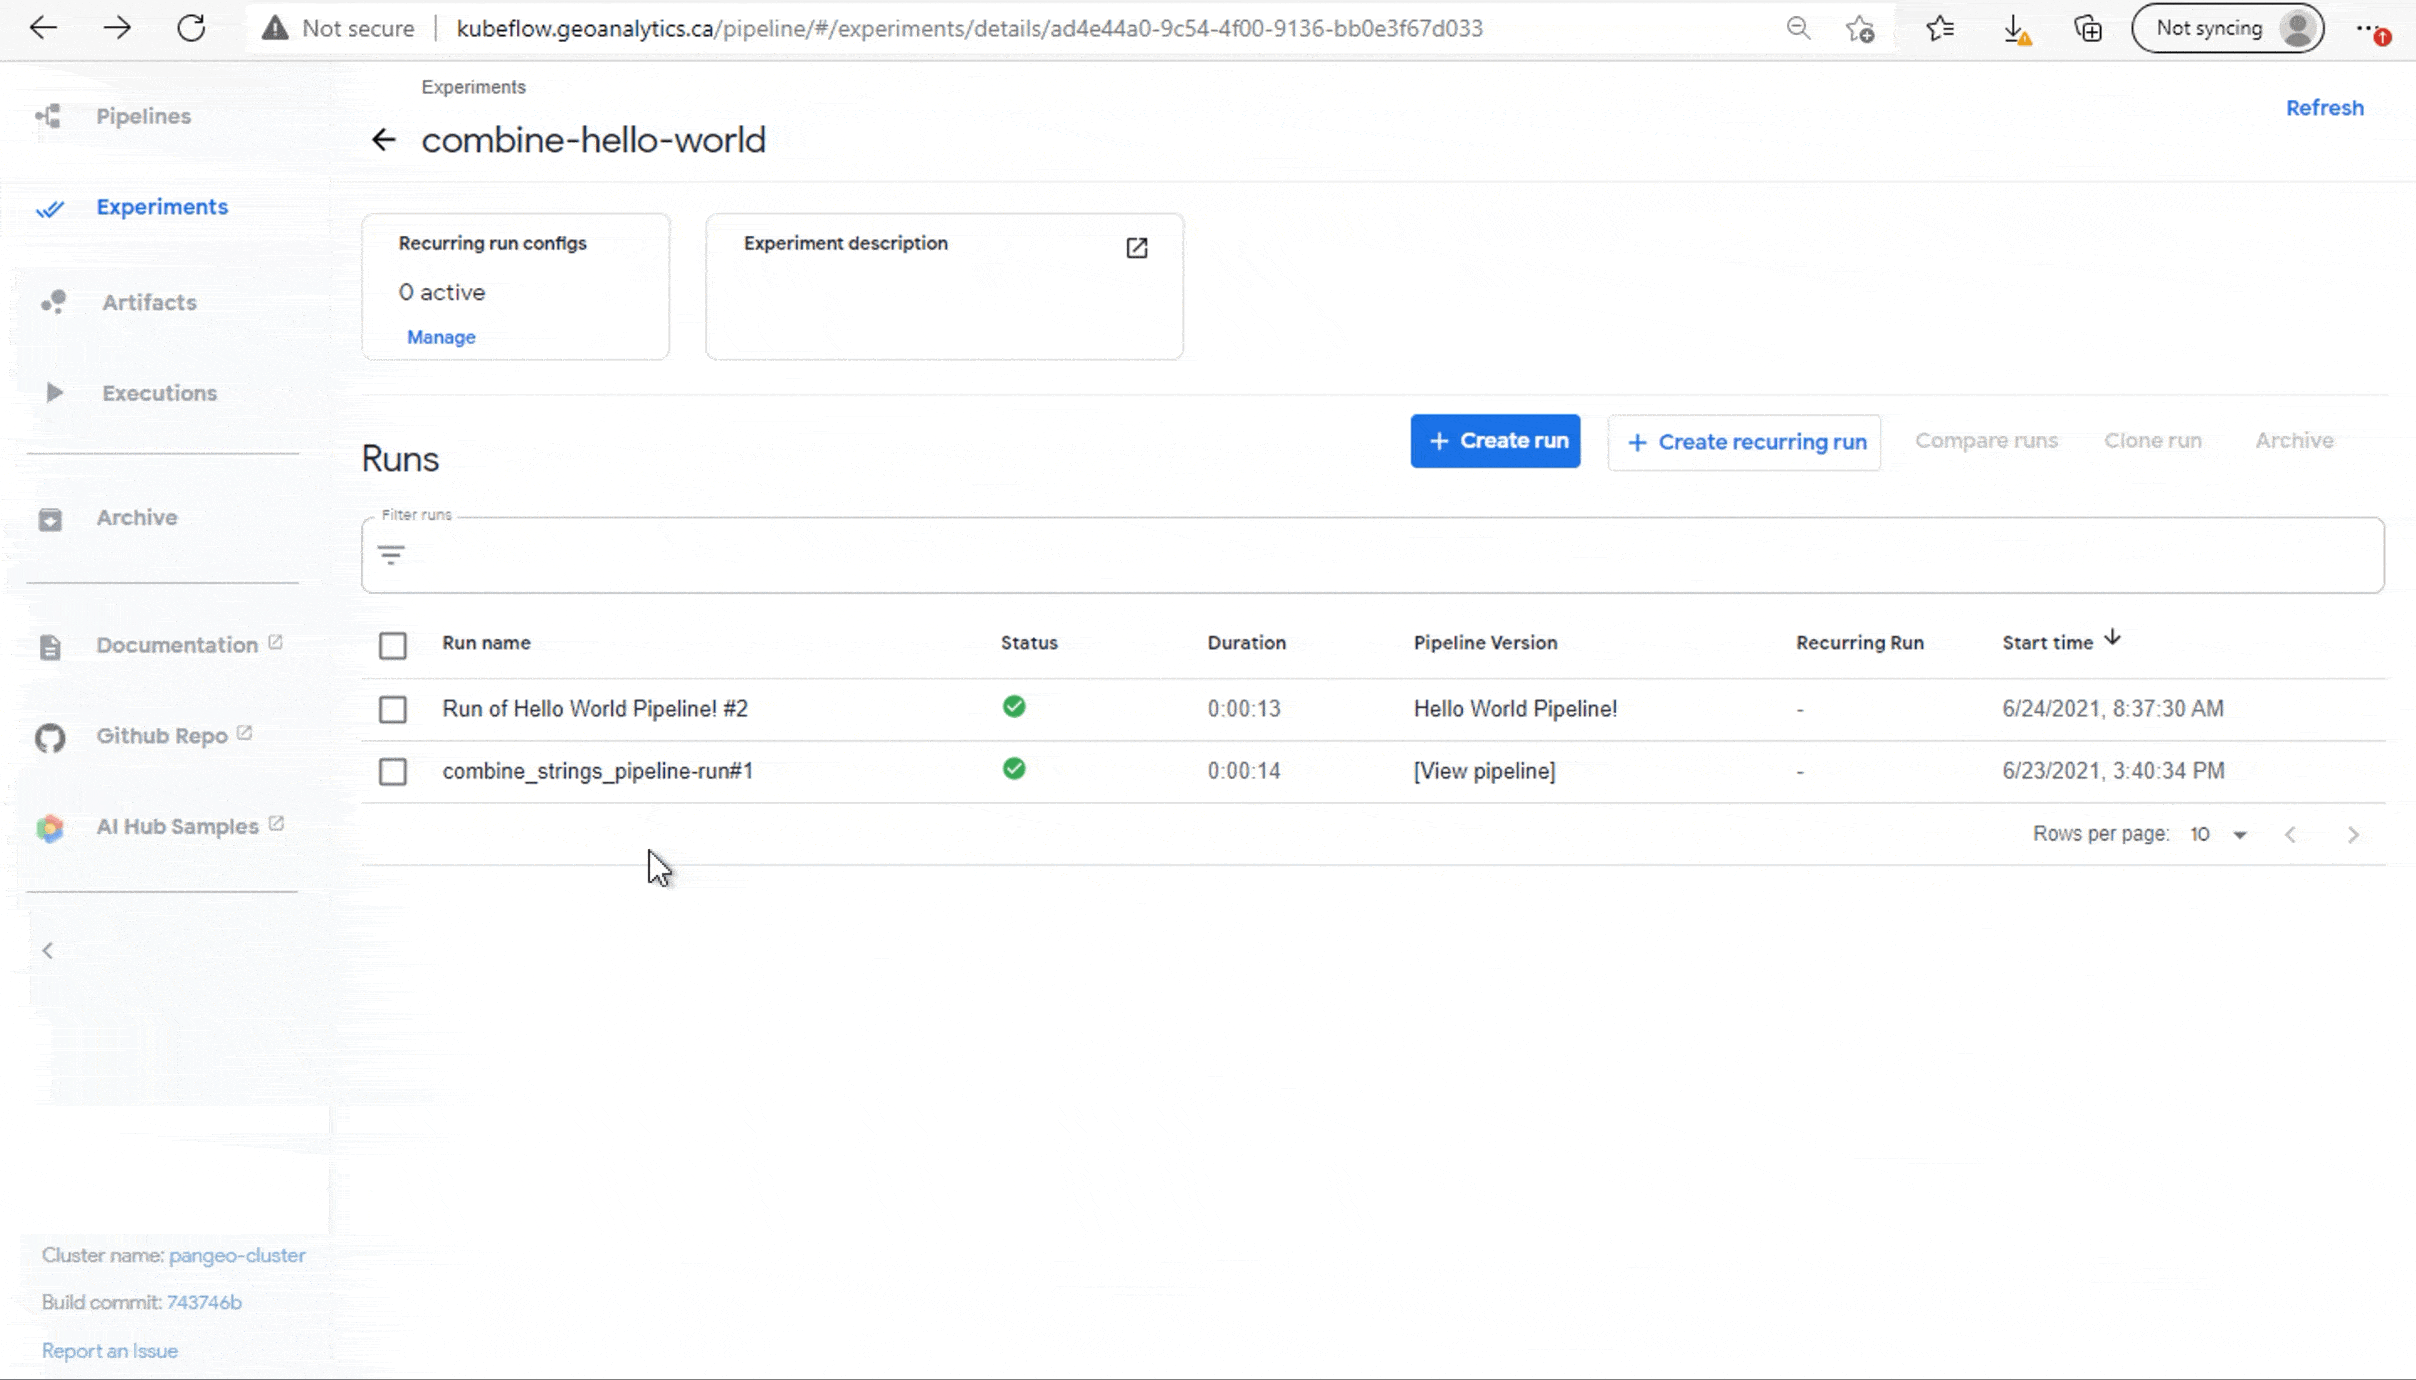 Not secure kubeflow.geoanalytics.ca/pipeline/#/experiments/details/ad4e44a0-9c54-4f00-9136-bb0e3f67d033 Not syncing
Pipelines
Experiments
Artifacts
Executions
Archive
Documentation
Github Repo
AI Hub Samples
Cluster name: pangeo-cluster
Build commit: 743746b
Report an Issue
Experiments
combine-hello-world
Refresh
Recurring run configs
0 active
Manage
Experiment description
Runs
+ Create run + Create recurring run Compare runs Clone run Archive
Filter runs
Run name Status Duration Pipeline Version Recurring Run Start time
Run of Hello World Pipeline! #2 0:00:13 Hello World Pipeline! - 6/24/2021, 8:37:30 AM
combine_strings_pipeline-run#1 0:00:14 [View pipeline] - 6/23/2021, 3:40:34 PM
Rows per page: 10